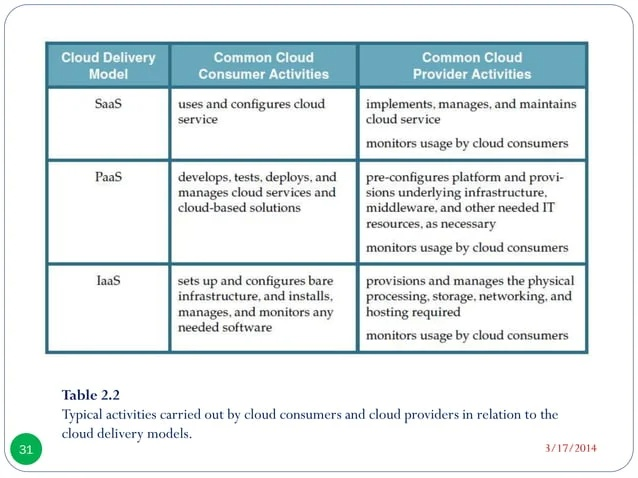 Cloud Delivery
Model
Common Cloud
Consumer Activities
Common Cloud
Provider Activities
SaaS
uses and configures cloud
service
implements, manages, and maintains
cloud service
monitors usage by cloud consumers
PaaS
develops, tests, deploys, and
manages cloud services and
cloud-based solutions
pre-configures platform and provi-
sions underlying infrastructure,
middleware, and other needed IT
resources, as necessary
monitors usage by cloud consumers
IaaS
sets up and configures bare
infrastructure, and installs,
manages, and monitors any
needed software
provisions and manages the physical
processing, storage, networking, and
hosting required
monitors usage by cloud consumers
Table 2.2
Typical activities carried out by cloud consumers and cloud providers in relation to the
cloud delivery models.
31
3/17/2014